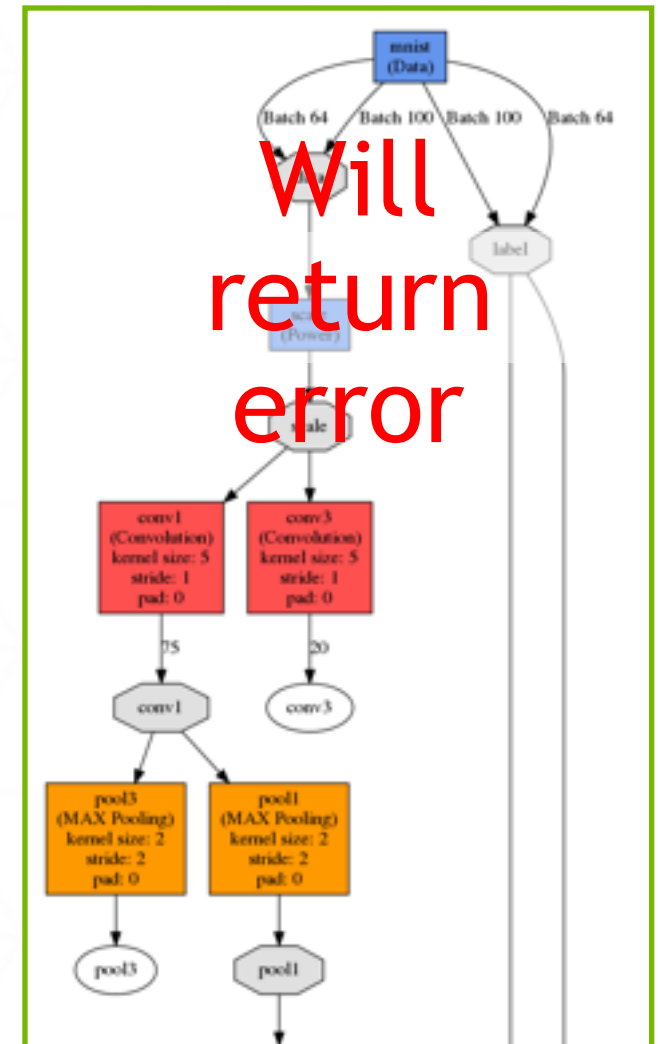 mnist
(Data)
Batch 64
Batch 100
Batch 100
Batch 64
Will
label
return
scale
(Power)
error
scale
conv1
(Convolution)
kernel size: 5
stride: 1
pad: 0
conv3
(Convolution)
kernel size: 5
stride: 1
pad: 0
75
20
conv1
conv3
pool3
(MAX Pooling)
kernel size: 2
stride: 2
pad: 0
pool1
(MAX Pooling)
kernel size: 2
stride: 2
pad: 0
pool3
pool1